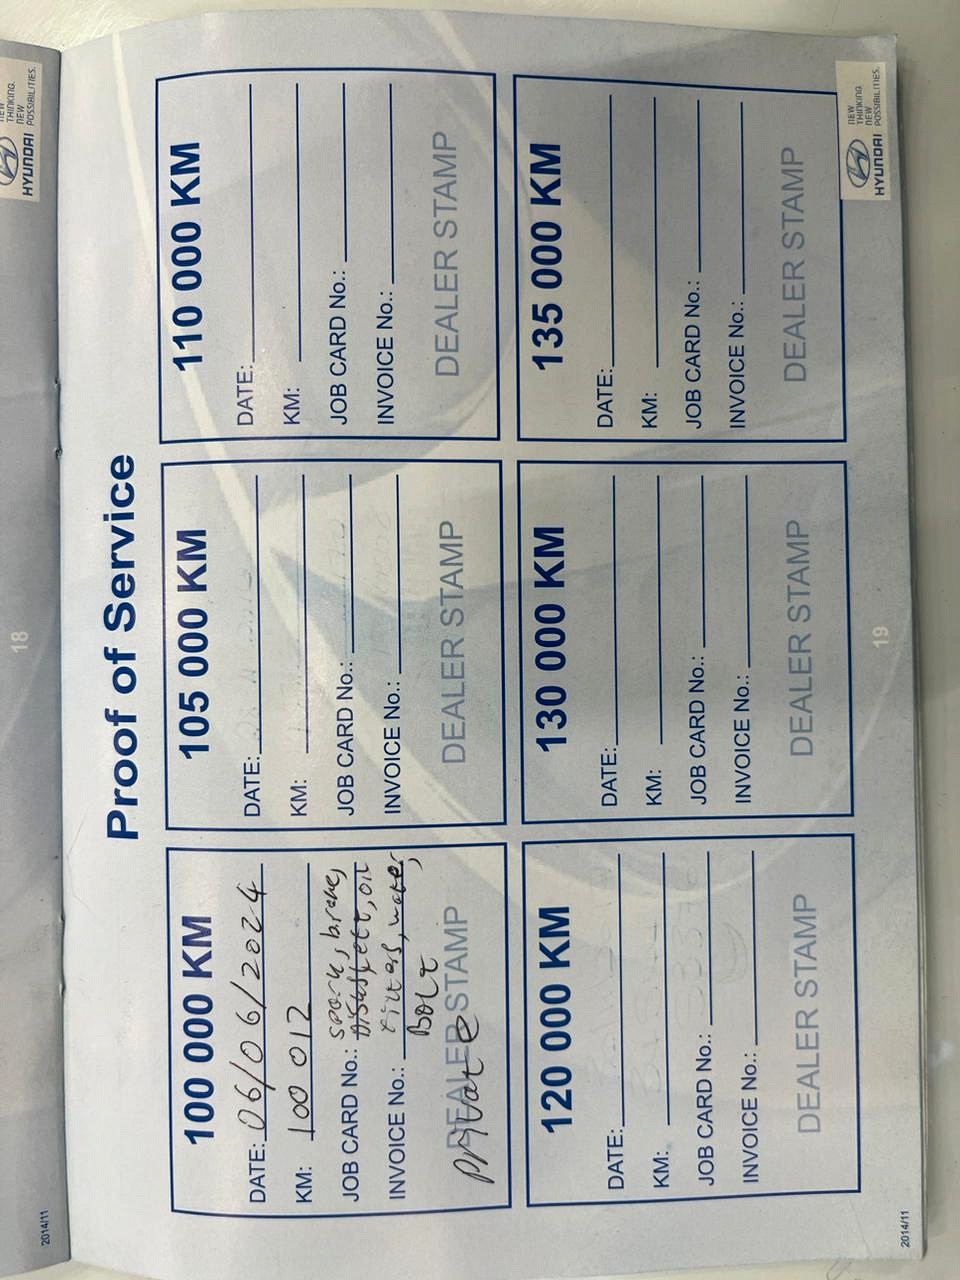 Proof of Service
100 000 KM
DATE: 06/06/2024
KM: 100 012
JOB CARD No.: spark, brake,
oil
INVOICE No.: filters, water,
DEALER STAMP
private
105 000 KM
DATE:
KM:
JOB CARD No.:
INVOICE No.:
DEALER STAMP
110 000 KM
DATE:
KM:
JOB CARD No.:
INVOICE No.:
DEALER STAMP
120 000 KM
DATE:
KM:
JOB CARD No.:
INVOICE No.:
DEALER STAMP
130 000 KM
DATE:
KM:
JOB CARD No.:
INVOICE No.:
DEALER STAMP
135 000 KM
DATE:
KM:
JOB CARD No.:
INVOICE No.:
DEALER STAMP
2014/11
19
HYUNDAI
NEW
THINKING.
NEW
POSSIBILITIES.
2014/11
18
HYUNDAI
NEW
THINKING.
NEW
POSSIBILITIES.